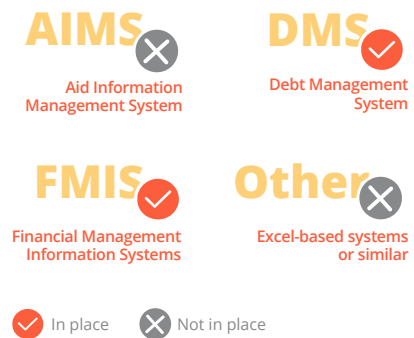 AIMS
Aid Information
Management System
DMS
Debt Management
System
FMIS
Financial Management
Information Systems
Other
Excel-based systems
or similar
In place
Not in place